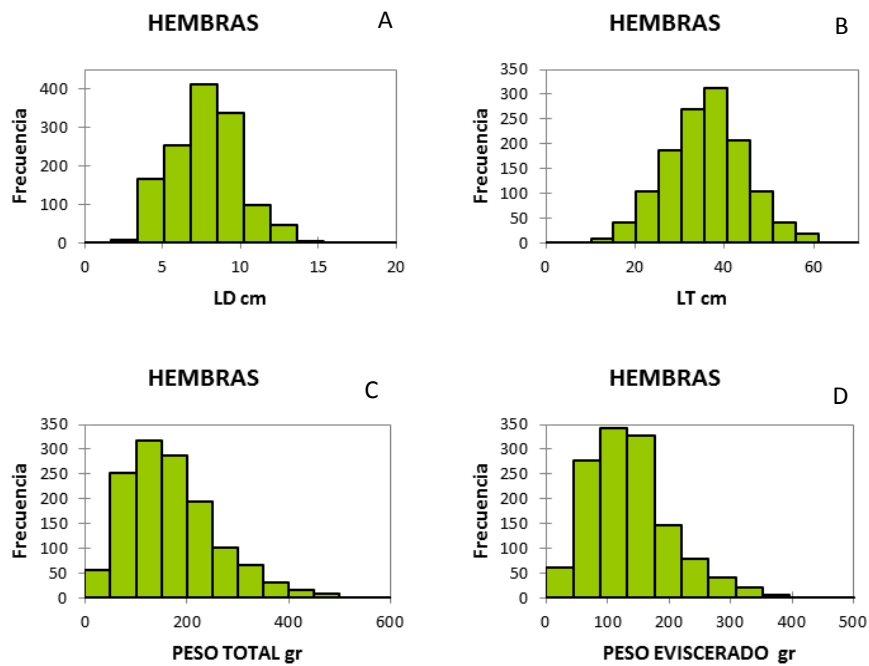 HEMBRAS A
400
300
200
100
0
Frecuencia
0 5 10 15 20
LD cm
HEMBRAS B
350
300
250
200
150
100
50
0
Frecuencia
0 20 40 60
LT cm
HEMBRAS C
350
300
250
200
150
100
50
0
Frecuencia
0 200 400 600
PESO TOTAL gr
HEMBRAS D
350
300
250
200
150
100
50
0
Frecuencia
0 100 200 300 400 500
PESO EVISCERADO gr